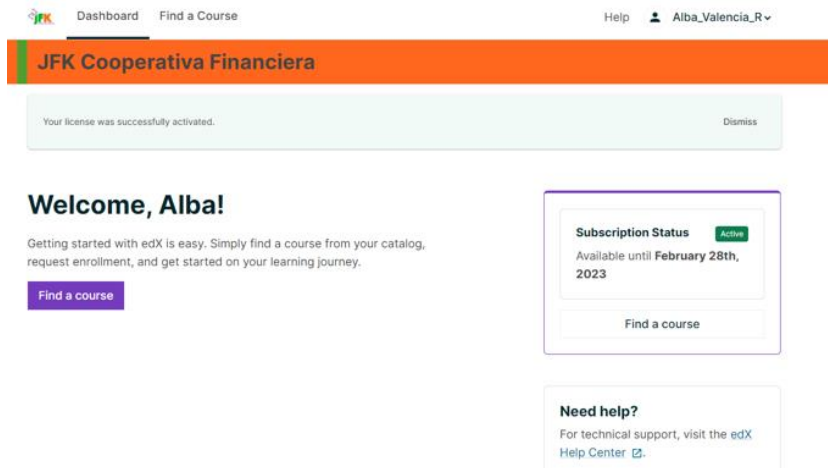 JFK
Dashboard
Find a Course
Help
Alba_Valencia_R
JFK Cooperativa Financiera
Your license was successfully activated.
Dismiss
Welcome, Alba!
Getting started with edX is easy. Simply find a course from your catalog,
request enrollment, and get started on your learning journey.
Find a course
Subscription Status
Active
Available until February 28th,
2023
Find a course
Need help?
For technical support, visit the edX
Help Center .